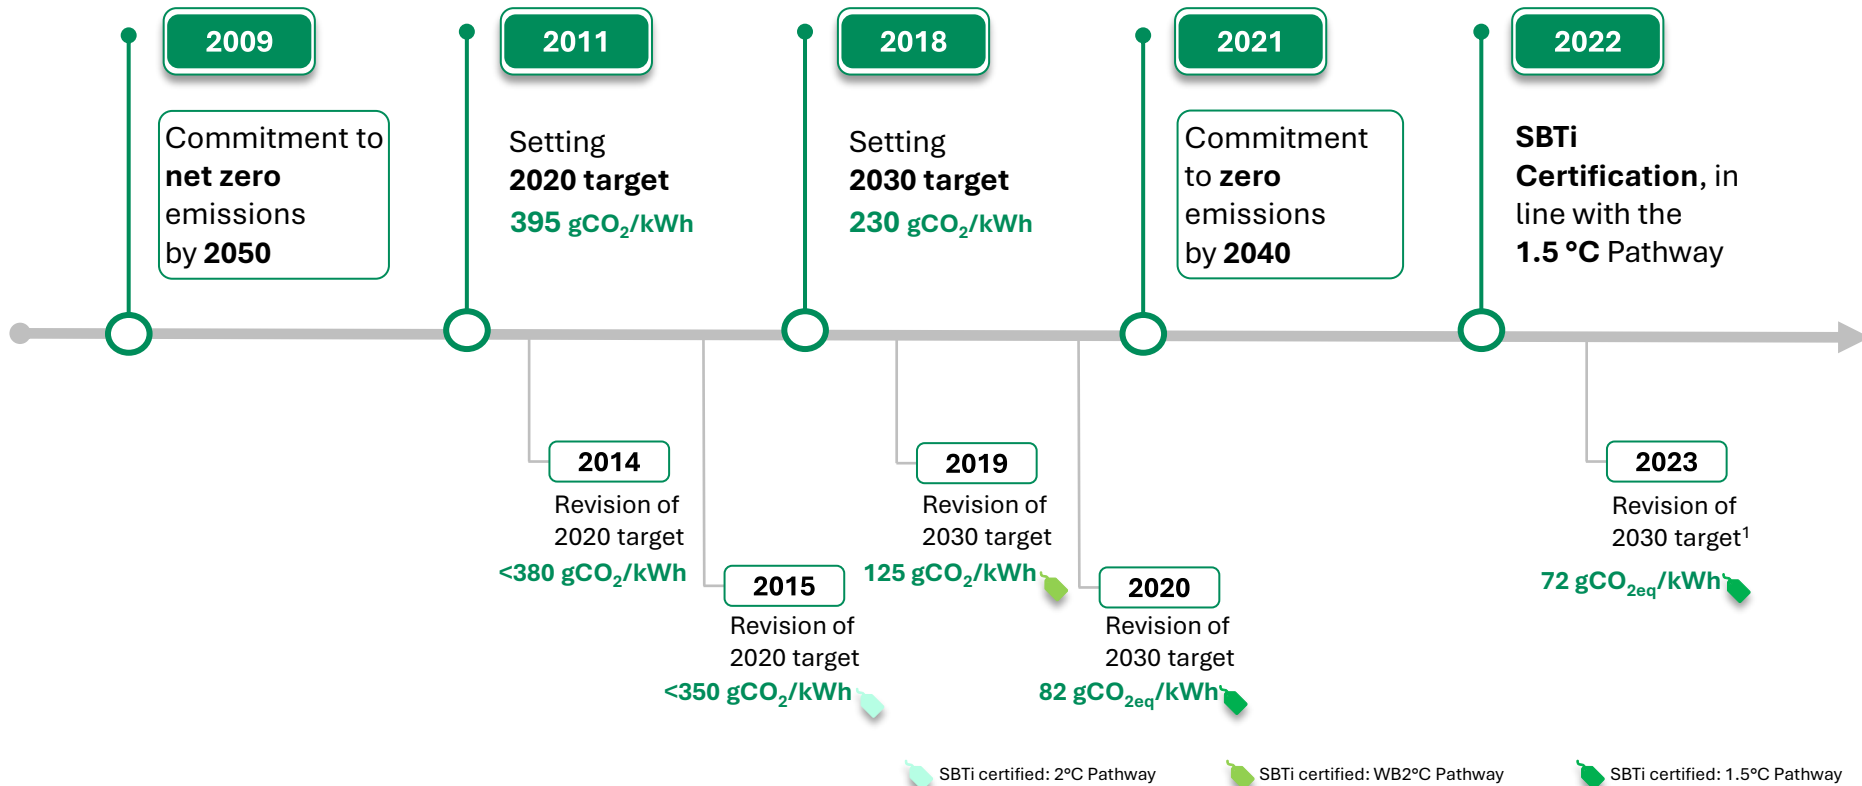 2009
Commitment to
net zero
emissions
by 2050
2011
Setting
2020 target
395 gCO₂/kWh
2018
Setting
2030 target
230 gCO₂/kWh
2021
Commitment
to zero
emissions
by 2040
2022
SBTi
Certification, in
line with the
1.5 °C Pathway
2014
Revision of
2020 target
<380 gCO₂/kWh
2015
Revision of
2020 target
<350 gCO₂/kWh
2019
Revision of
2030 target
125 gCO₂/kWh
2020
Revision of
2030 target
82 gCO₂eq/kWh
2023
Revision of
2030 target¹
72 gCO₂eq/kWh
SBTi certified: 2°C Pathway
SBTi certified: WB2°C Pathway
SBTi certified: 1.5°C Pathway